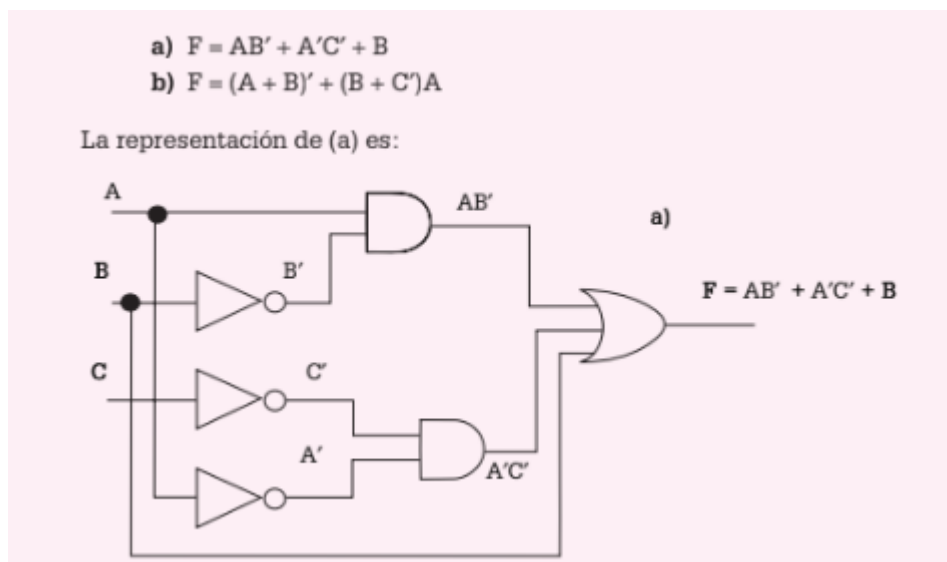 a) F = AB′ + A′C′ + B
b) F = (A + B)′ + (B + C′)A
La representación de (a) es:
A
AB′
a)
B
B′
F = AB′ + A′C′ + B
C
C′
A′
A′C′